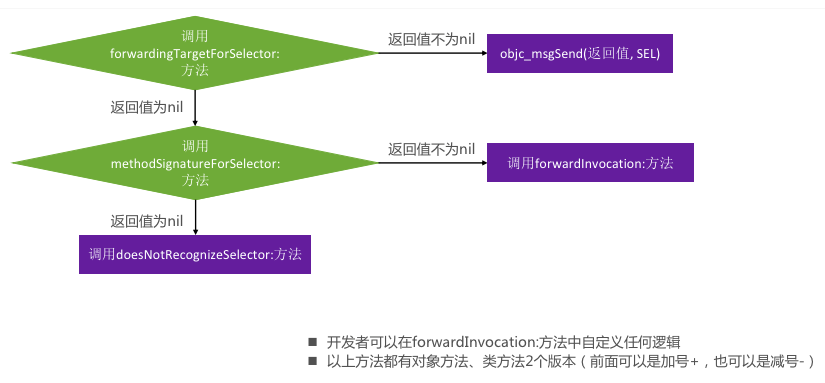 调用
forwardingTargetForSelector:
方法
返回值不为nil
objc_msgSend(返回值, SEL)
返回值为nil
调用
methodSignatureForSelector:
方法
返回值不为nil
调用forwardInvocation:方法
返回值为nil
调用doesNotRecognizeSelector:方法
■ 开发者可以在forwardInvocation:方法中自定义任何逻辑
■ 以上方法都有对象方法、类方法2个版本（前面可以是加号+，也可以是减号-）